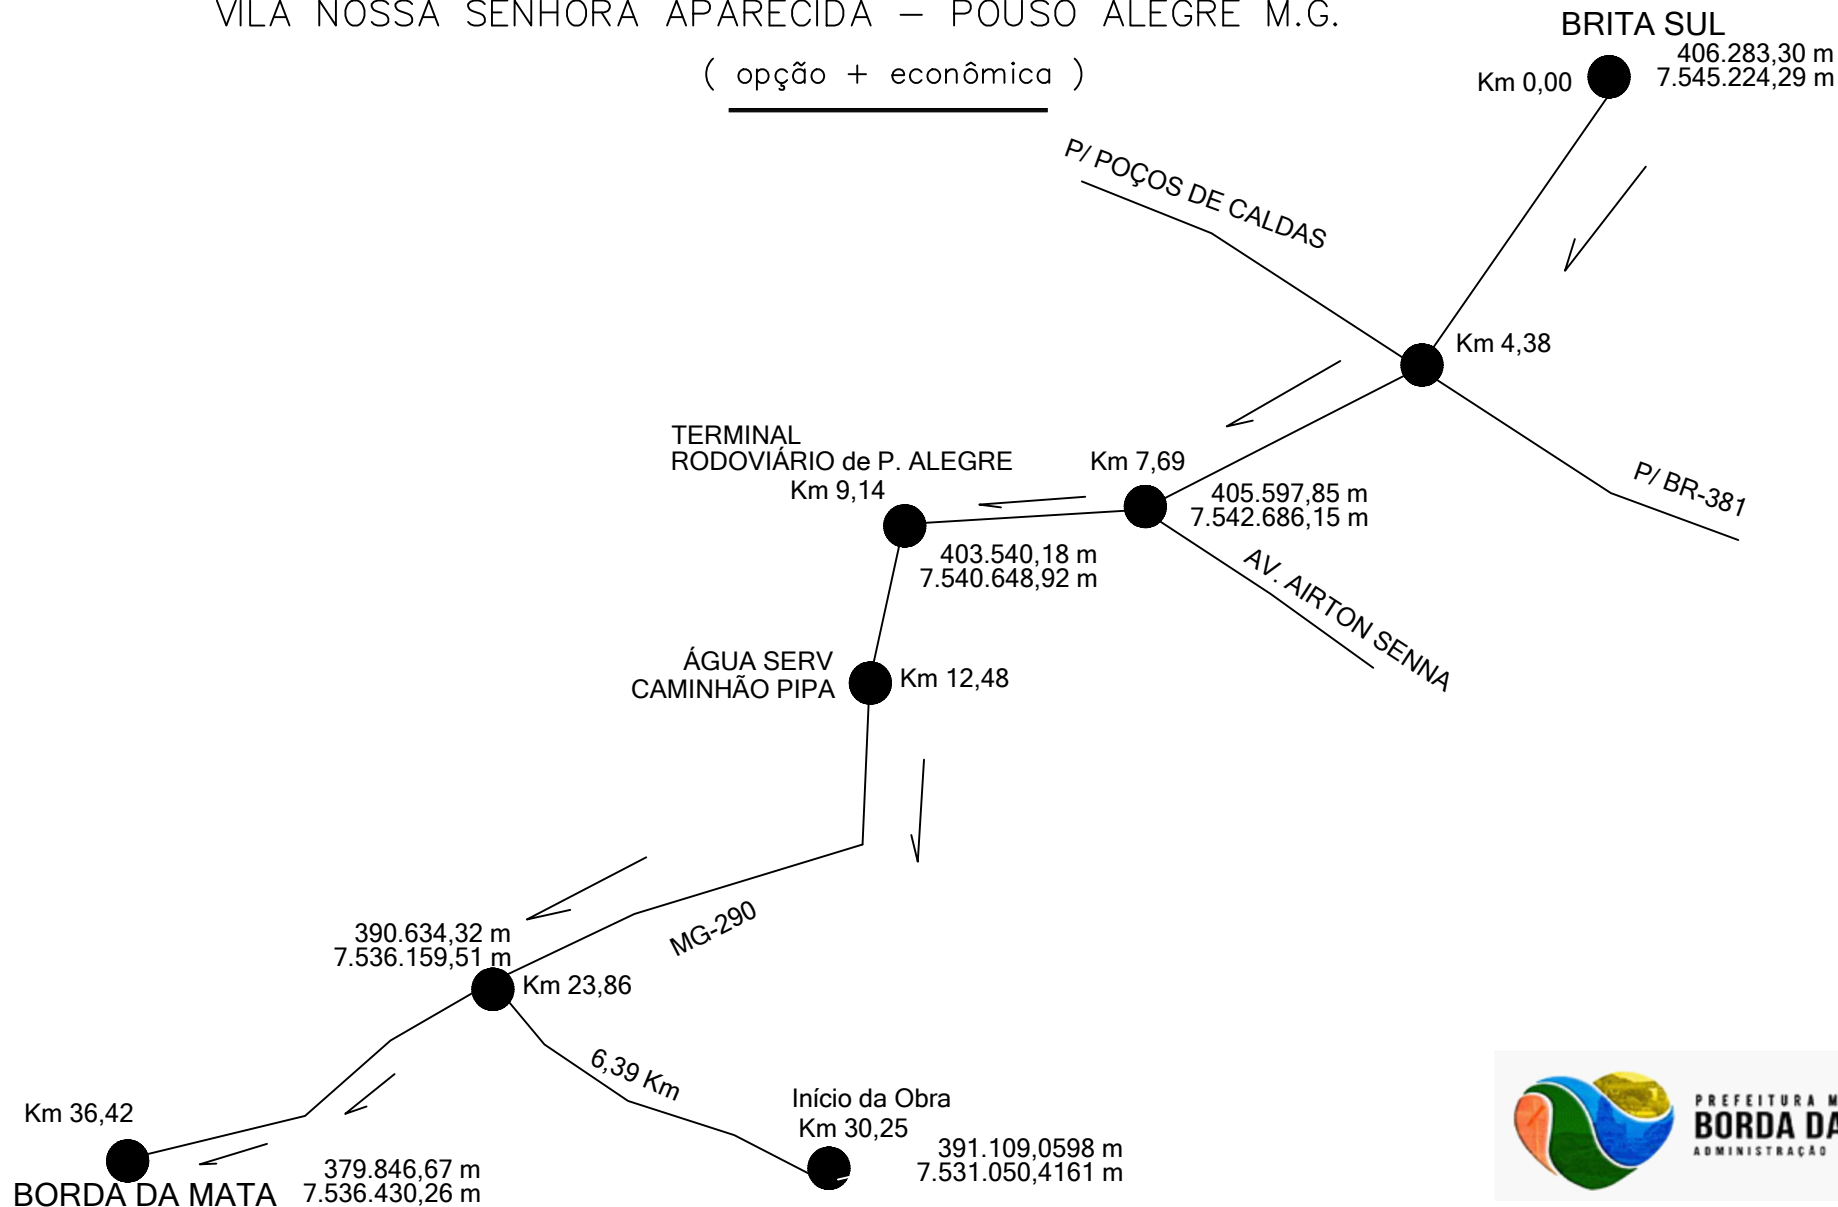 VILA NOSSA SENHORA APARECIDA – POUSO ALEGRE M.G.
( opção + econômica )
BRITA SUL
406.283,30 m
Km 0,00
7.545.224,29 m
P/ POÇOS DE CALDAS
Km 4,38
P/ BR-381
TERMINAL
RODOVIÁRIO de P. ALEGRE
Km 9,14
Km 7,69
405.597,85 m
7.542.686,15 m
403.540,18 m
7.540.648,92 m
AV. AIRTON SENNA
ÁGUA SERV
CAMINHÃO PIPA
Km 12,48
MG-290
390.634,32 m
7.536.159,51 m
Km 23,86
6,39 Km
Início da Obra
Km 30,25
391.109,0598 m
7.531.050,4161 m
Km 36,42
BORDA DA MATA
379.846,67 m
7.536.430,26 m
PREFEITURA M
BORDA DA
ADMINISTRAÇÃO